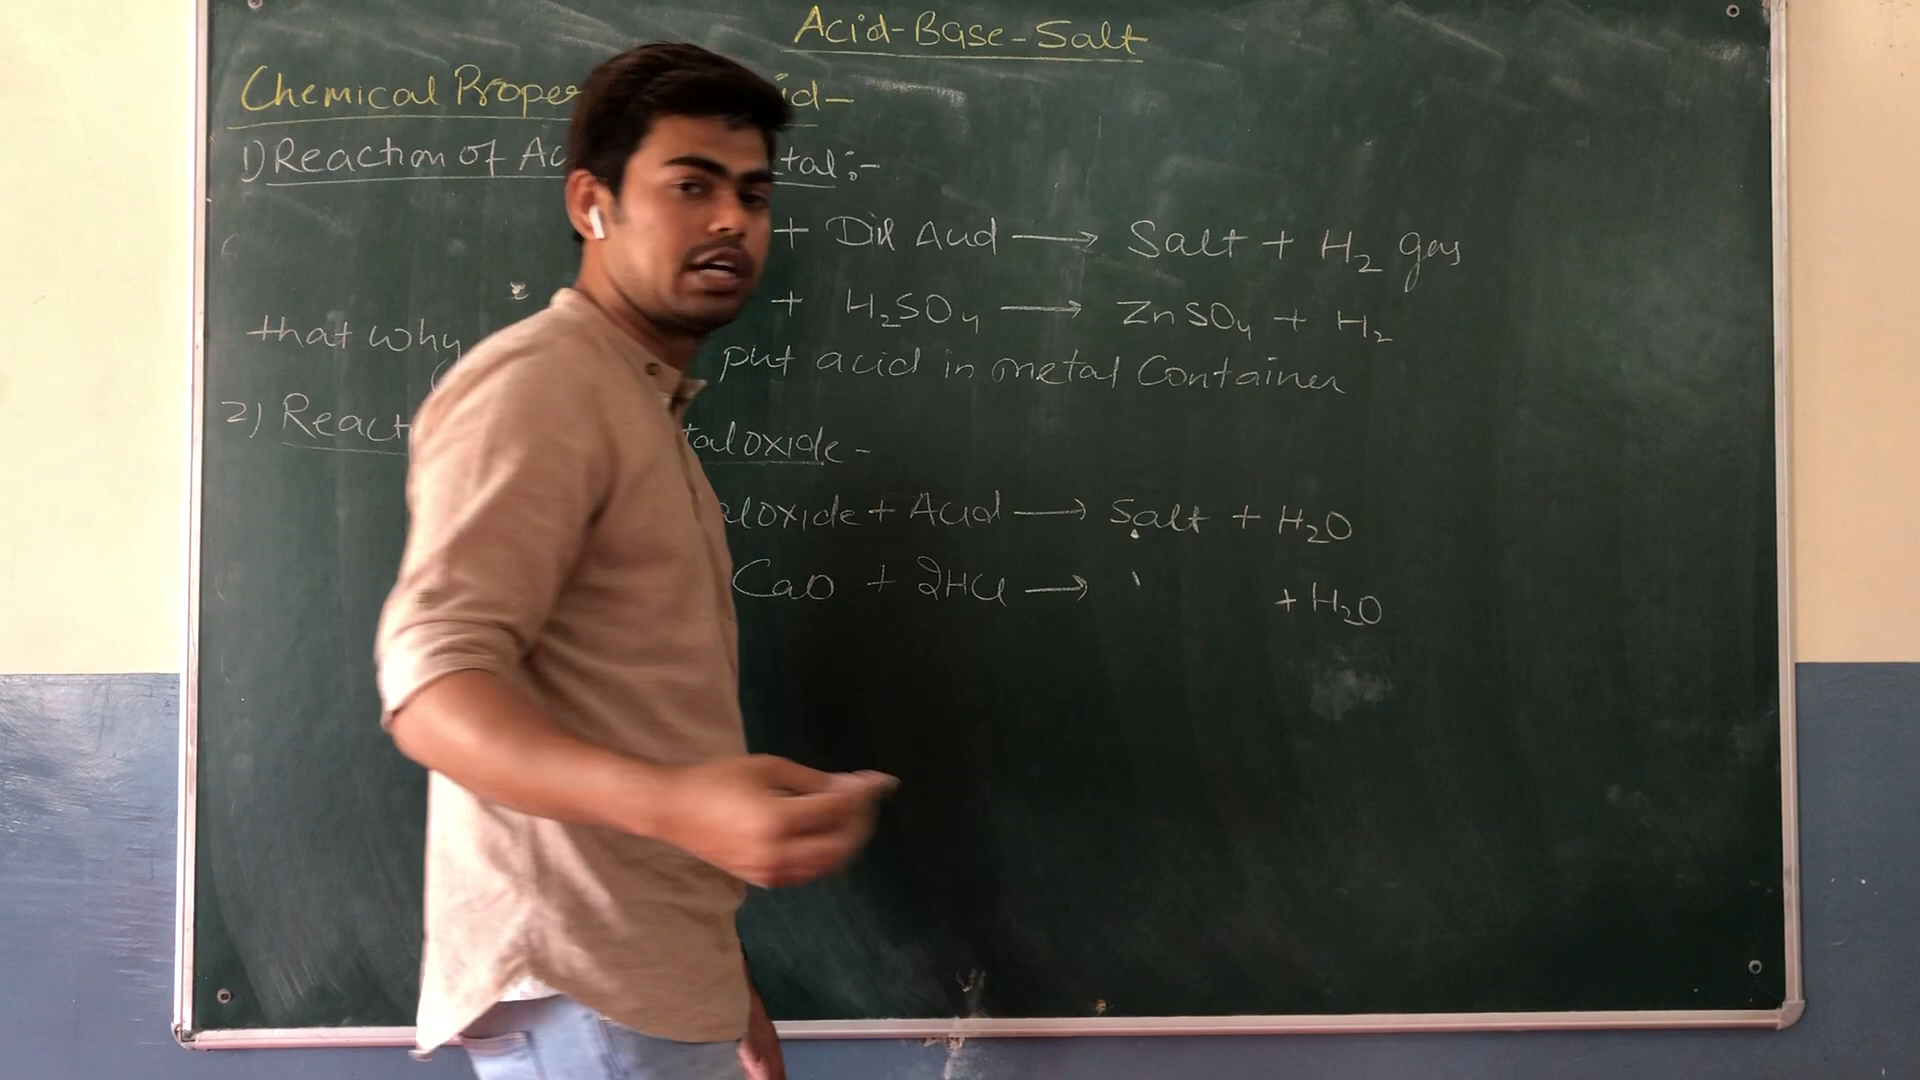 Acid-Base-Salt
Chemical Proper id-
1) Reaction of Ac tal:-
+ Dil Acid → Salt + H₂ gas
+ H₂SO₄ → ZnSO₄ + H₂
that why put acid in metal Container
2) React taloxide -
aloxide + Acid → Salt + H₂O
CaO + 2HCl → + H₂O